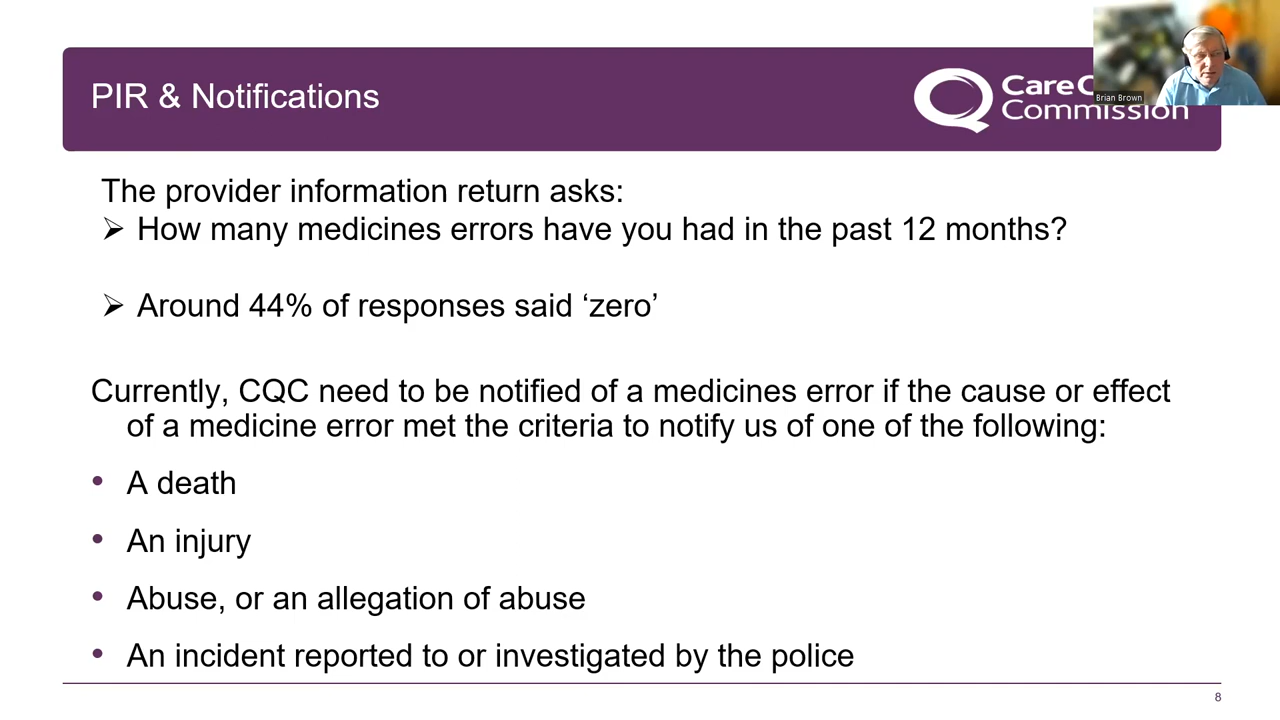 PIR & Notifications
Care
Commission
Brian Brown
The provider information return asks:
➢ How many medicines errors have you had in the past 12 months?
➢ Around 44% of responses said ‘zero’
Currently, CQC need to be notified of a medicines error if the cause or effect
of a medicine error met the criteria to notify us of one of the following:
• A death
• An injury
• Abuse, or an allegation of abuse
• An incident reported to or investigated by the police
8